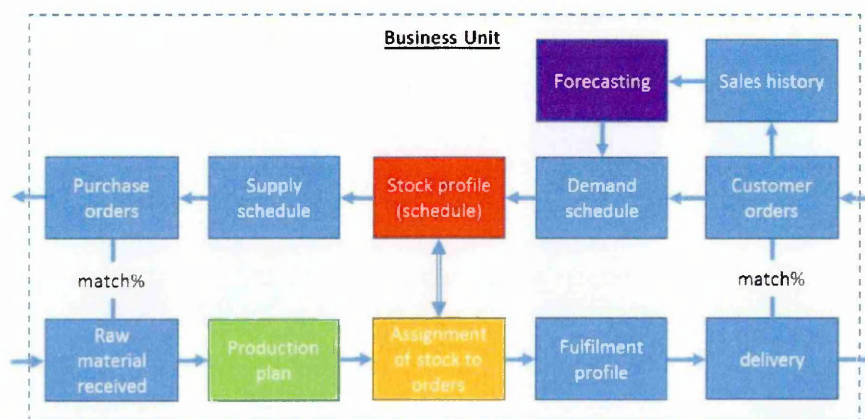 Business Unit
Forecasting
Sales history
Purchase
orders
Supply
schedule
Stock profile
(schedule)
Demand
schedule
Customer
orders
match%
match%
Raw
material
received
Production
plan
Assignment
of stock to
orders
Fulfilment
profile
delivery